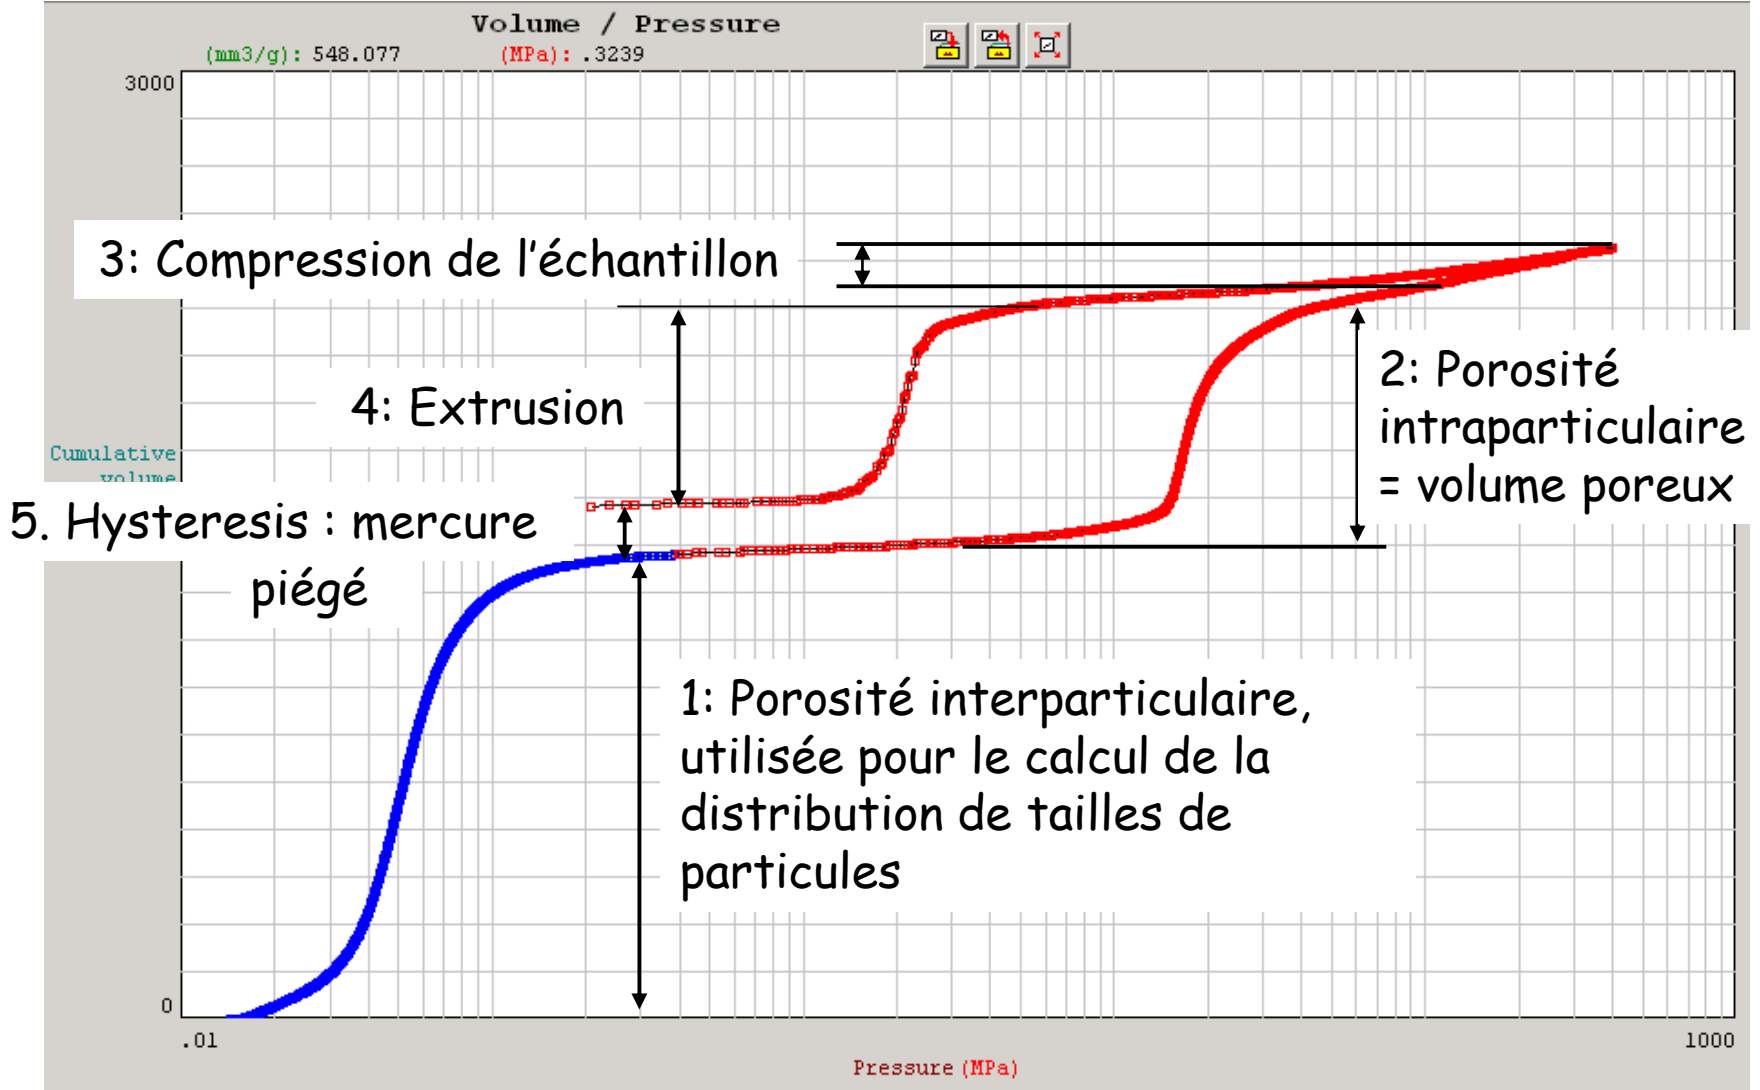 Volume / Pressure
(mm3/g): 548.077 (MPa): .3239
3000
3: Compression de l'échantillon
4: Extrusion
2: Porosité
intraparticulaire
= volume poreux
Cumulative
volume
5. Hysteresis : mercure
piégé
1: Porosité interparticulaire,
utilisée pour le calcul de la
distribution de tailles de
particules
0
.01
1000
Pressure (MPa)